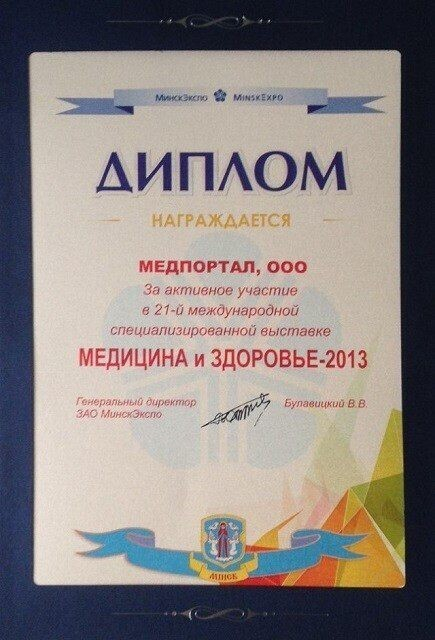 МинскЭкспо MinskExpo
ДИПЛОМ
НАГРАЖДАЕТСЯ
МЕДПОРТАЛ, ООО
За активное участие
в 21-й международной
специализированной выставке
МЕДИЦИНА и ЗДОРОВЬЕ-2013
Генеральный директор Булавицкий В.В.
ЗАО МинскЭкспо
МІНСК